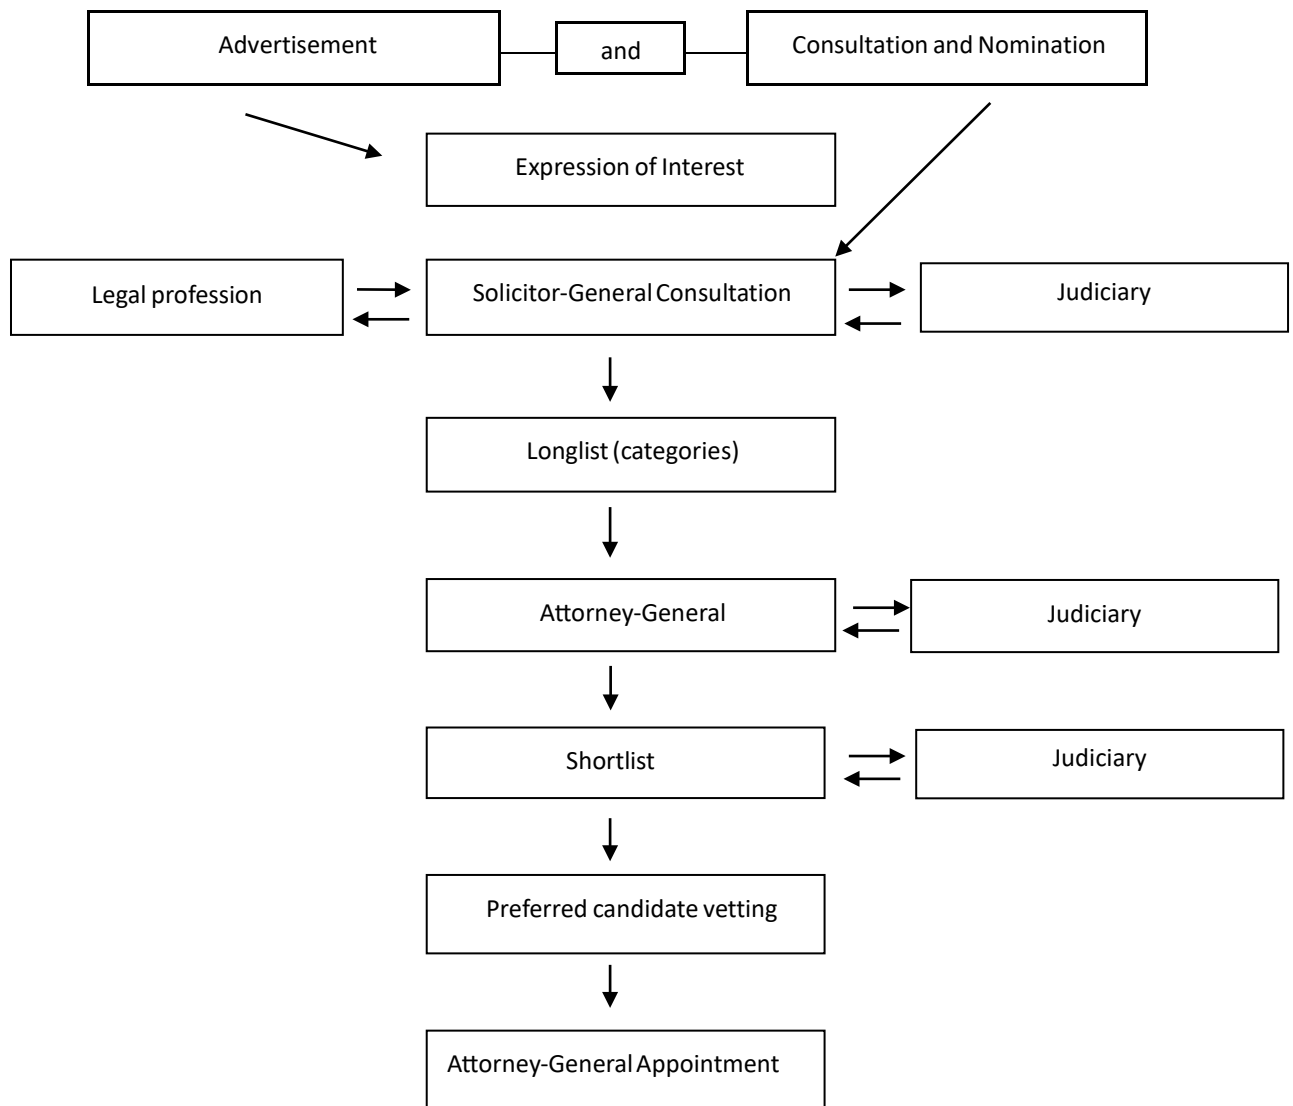 Advertisement
and
Consultation and Nomination
Expression of Interest
Legal profession
Solicitor-General Consultation
Judiciary
Longlist (categories)
Attorney-General
Judiciary
Shortlist
Judiciary
Preferred candidate vetting
Attorney-General Appointment